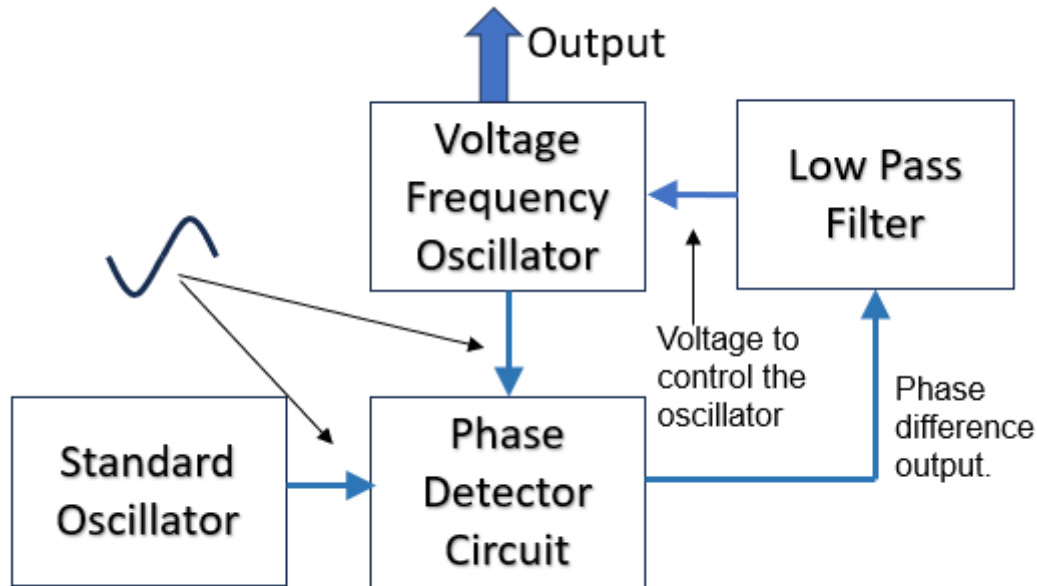 Output
Voltage
Frequency
Oscillator
Low Pass
Filter
Voltage to
control the
oscillator
Phase
difference
output.
Standard
Oscillator
Phase
Detector
Circuit